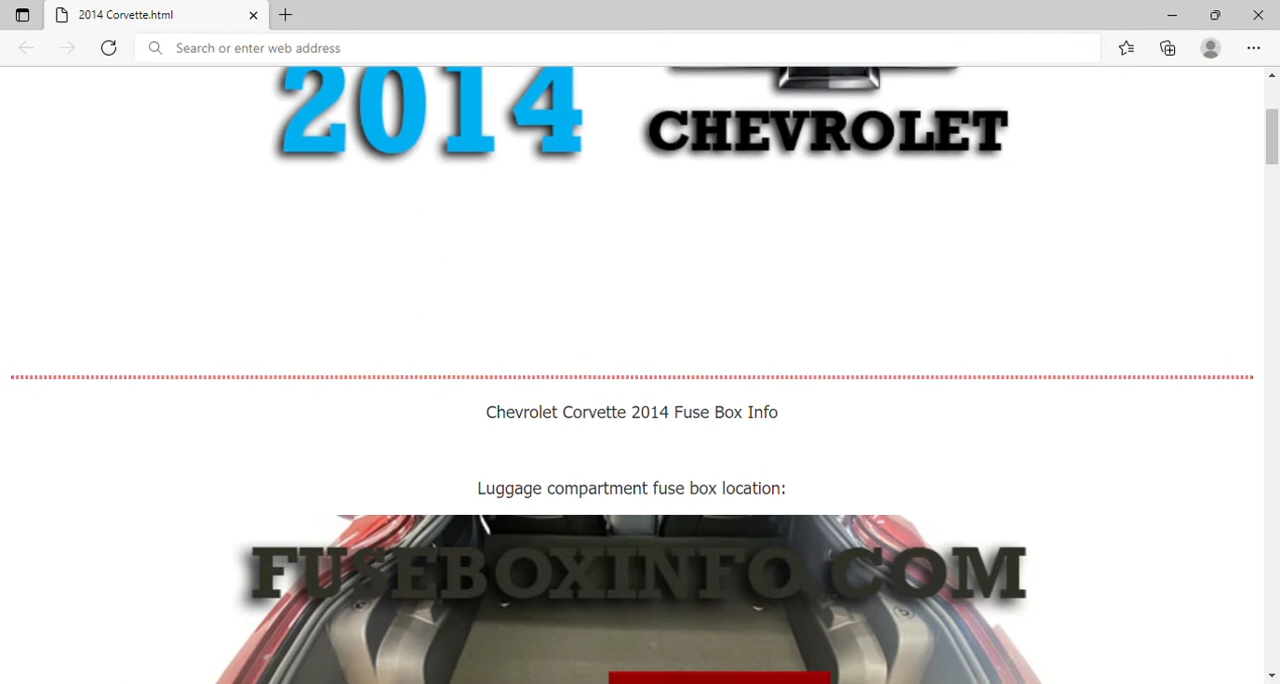 2014 Corvette.html
Search or enter web address
2014
CHEVROLET
Chevrolet Corvette 2014 Fuse Box Info
Luggage compartment fuse box location:
FUSEBOXINFO.COM